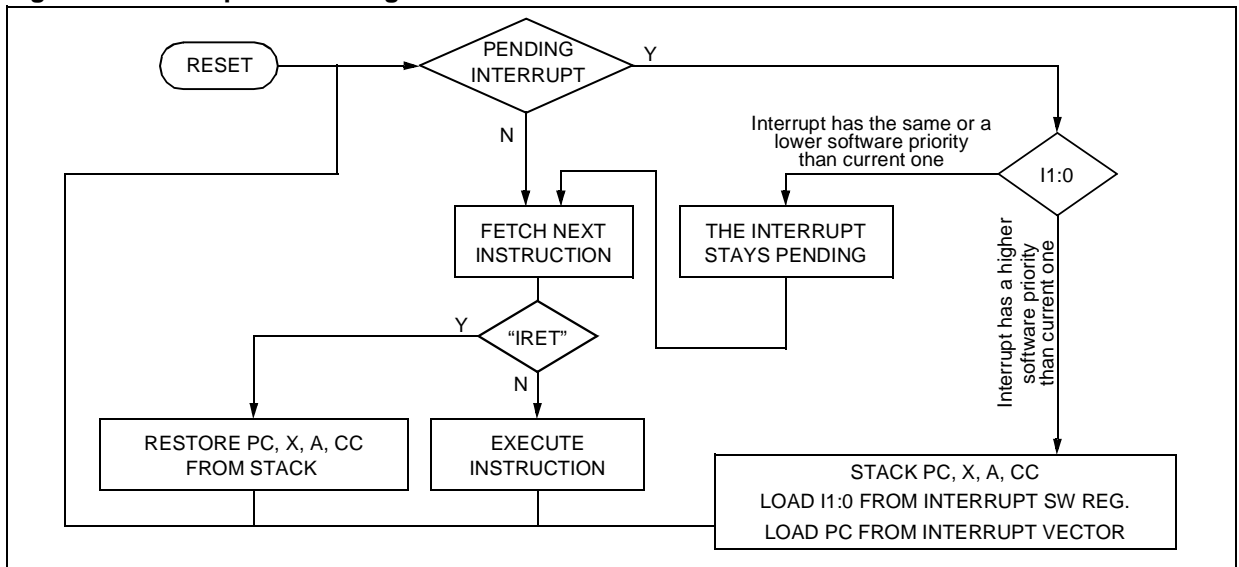 RESET
PENDING
INTERRUPT
Y
N
Interrupt has the same or a
lower software priority
than current one
I1:0
FETCH NEXT
INSTRUCTION
THE INTERRUPT
STAYS PENDING
Interrupt has a higher
software priority
than current one
Y
“IRET”
N
RESTORE PC, X, A, CC
FROM STACK
EXECUTE
INSTRUCTION
STACK PC, X, A, CC
LOAD I1:0 FROM INTERRUPT SW REG.
LOAD PC FROM INTERRUPT VECTOR